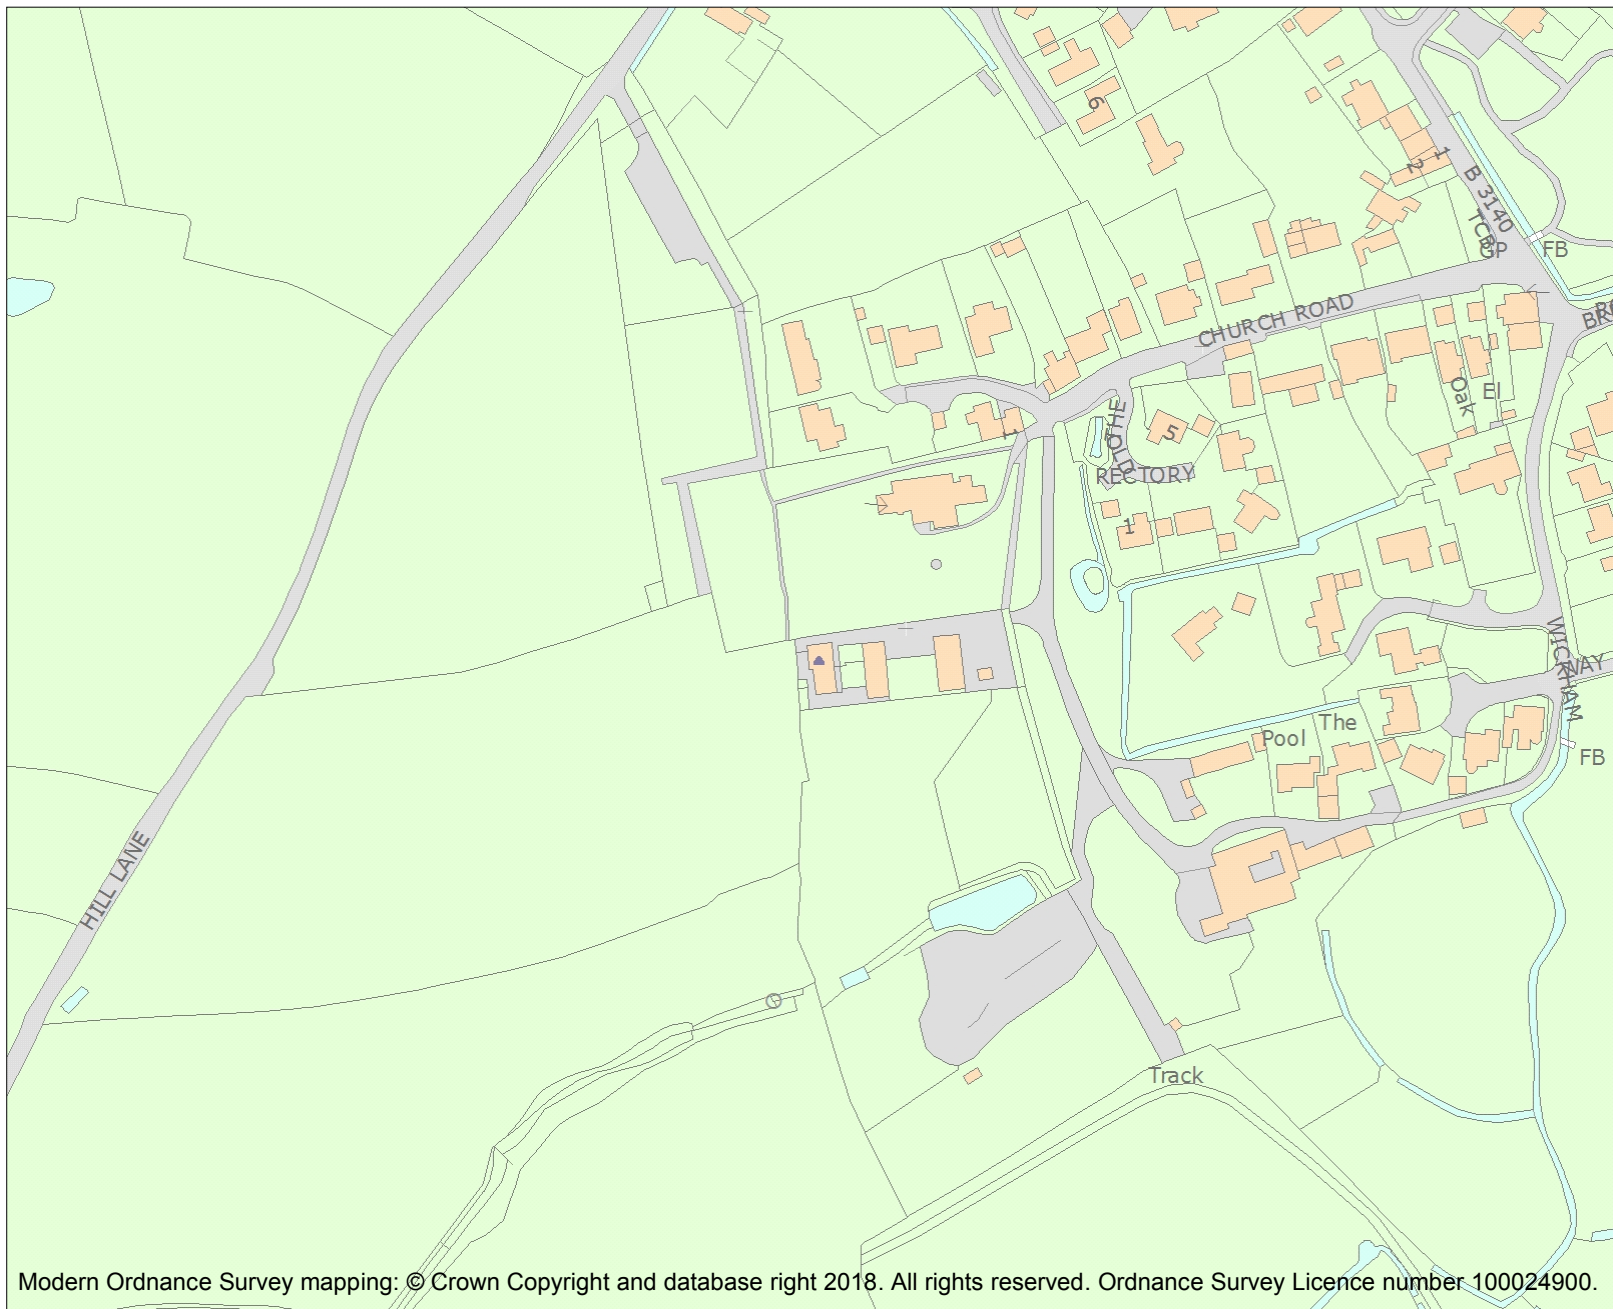 6
1
2
B 3140
TCB
GP
FB
CHURCH ROAD
Oak
El
1
THE
OLD
RECTORY
5
1
WICKHAM
WAY
The
Pool
FB
HILL LANE
Track
Modern Ordnance Survey mapping: © Crown Copyright and database right 2018. All rights reserved. Ordnance Survey Licence number 100024900.